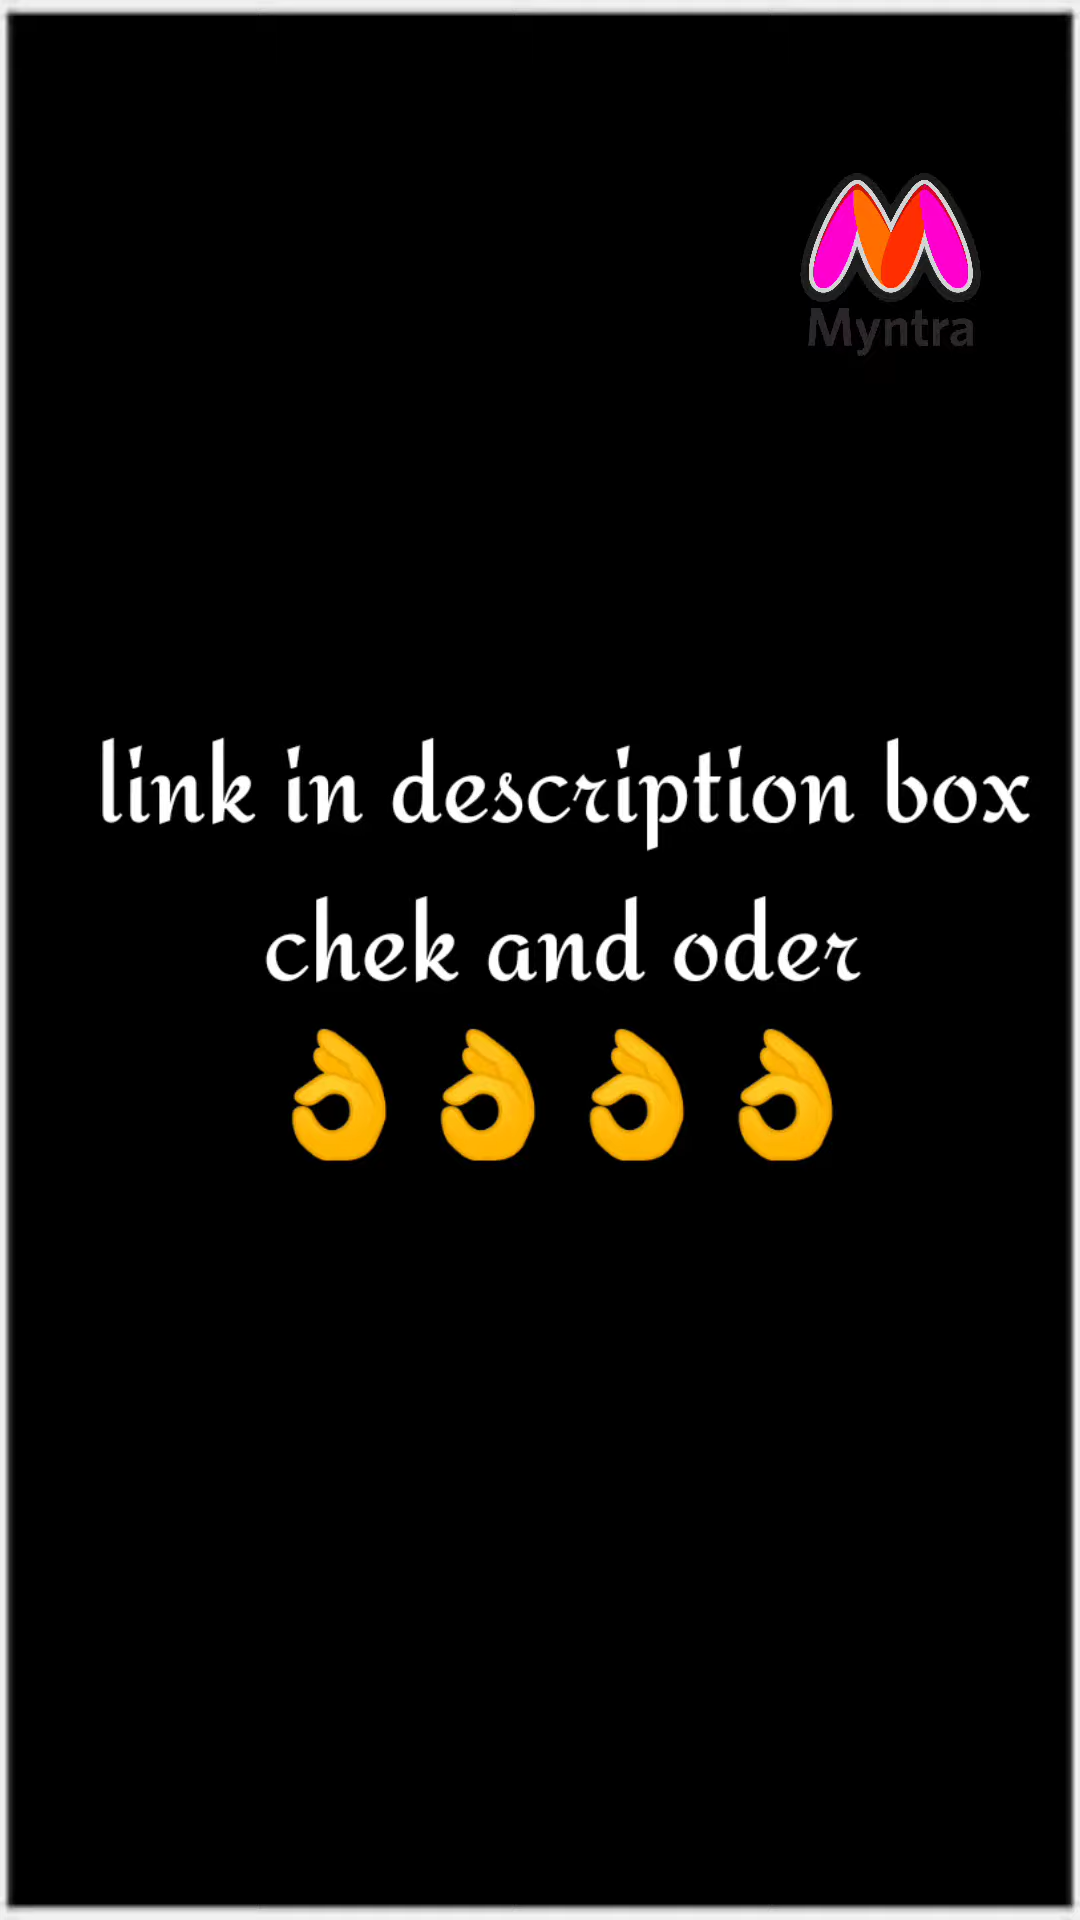 Myntra
link in description box
chek and oder
👌👌👌👌